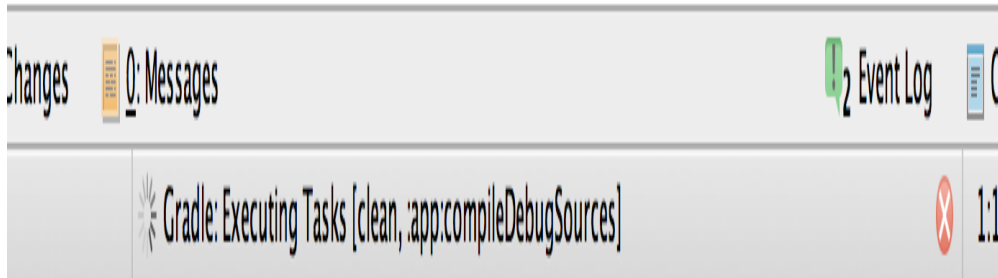 Changes 0: Messages 2 Event Log
Gradle: Executing Tasks [clean, :app:compileDebugSources] 1:1